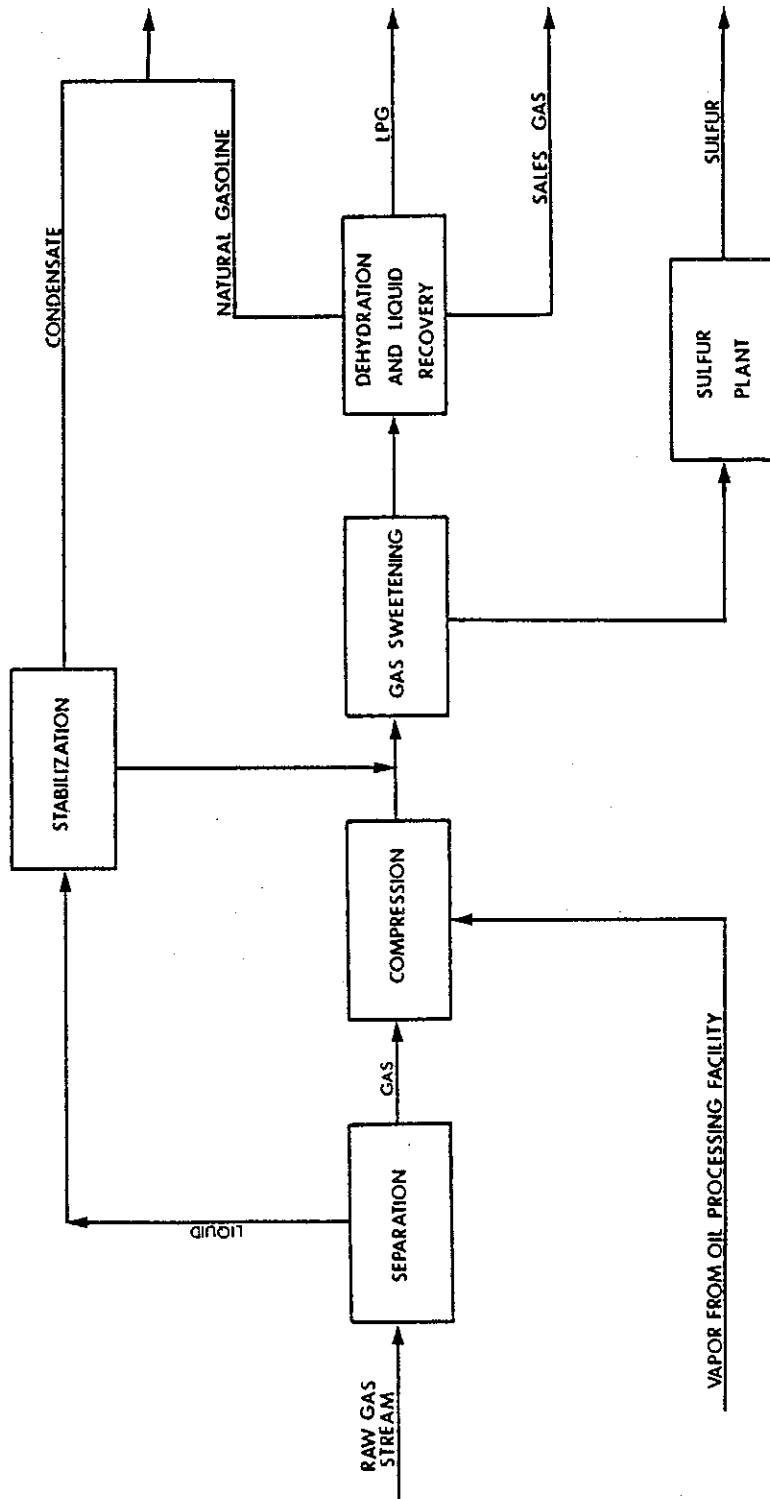 RAW GAS
STREAM
SEPARATION
LIQUID
GAS
VAPOR FROM OIL PROCESSING FACILITY
COMPRESSION
STABILIZATION
GAS SWEETENING
CONDENSATE
NATURAL GASOLINE
DEHYDRATION
AND LIQUID
RECOVERY
LPG
SALES GAS
SULFUR
PLANT
SULFUR